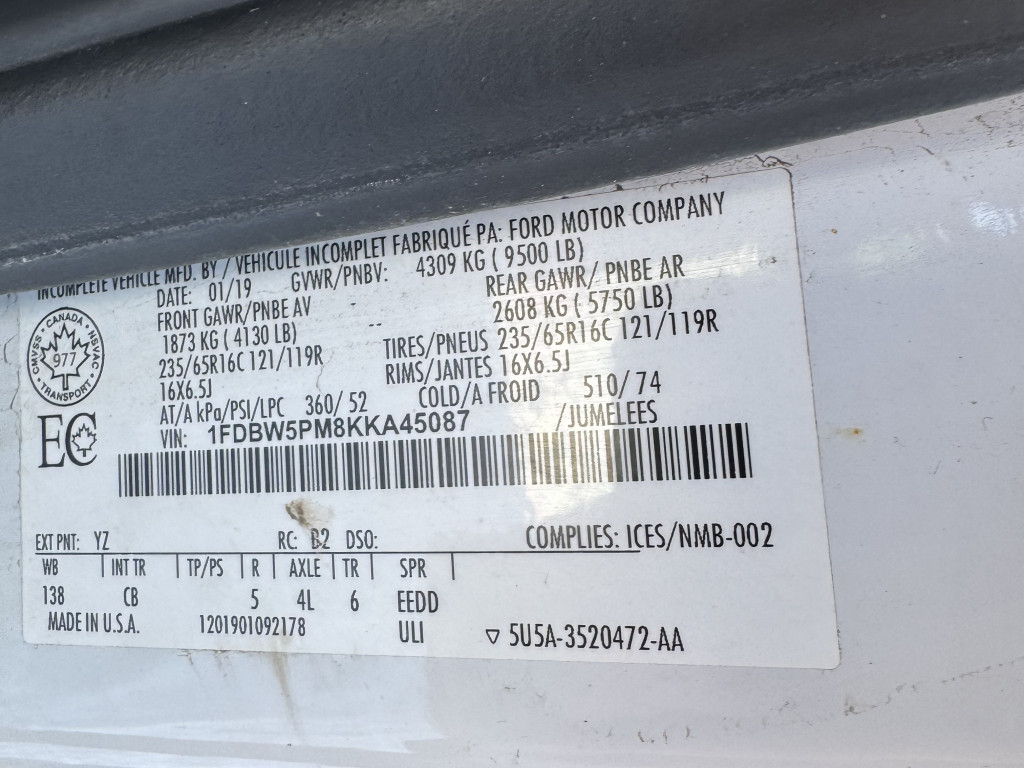 INCOMPLETE VEHICLE MFD. BY / VEHICULE INCOMPLET FABRIQUÉ PA: FORD MOTOR COMPANY
DATE: 01/19 GVWR/PNBV: 4309 KG ( 9500 LB)
FRONT GAWR/PNBE AV REAR GAWR/ PNBE AR
1873 KG ( 4130 LB) -- 2608 KG ( 5750 LB)
235/65R16C 121/119R TIRES/PNEUS 235/65R16C 121/119R
16X6.5J RIMS/JANTES 16X6.5J
AT/A kPa/PSI/LPC 360/ 52 COLD/A FROID 510/ 74
VIN: 1FDBW5PM8KKA45087 /JUMELEES
CANADA
CMVSS NSVAC
977
TRANSPORT
EC
EXT PNT: YZ RC: B2 DSO: COMPLIES: ICES/NMB-002
WB INT TR TP/PS R AXLE TR SPR
138 CB 5 4L 6 EEDD
MADE IN U.S.A. 1201901092178 ULI ▽ 5U5A-3520472-AA